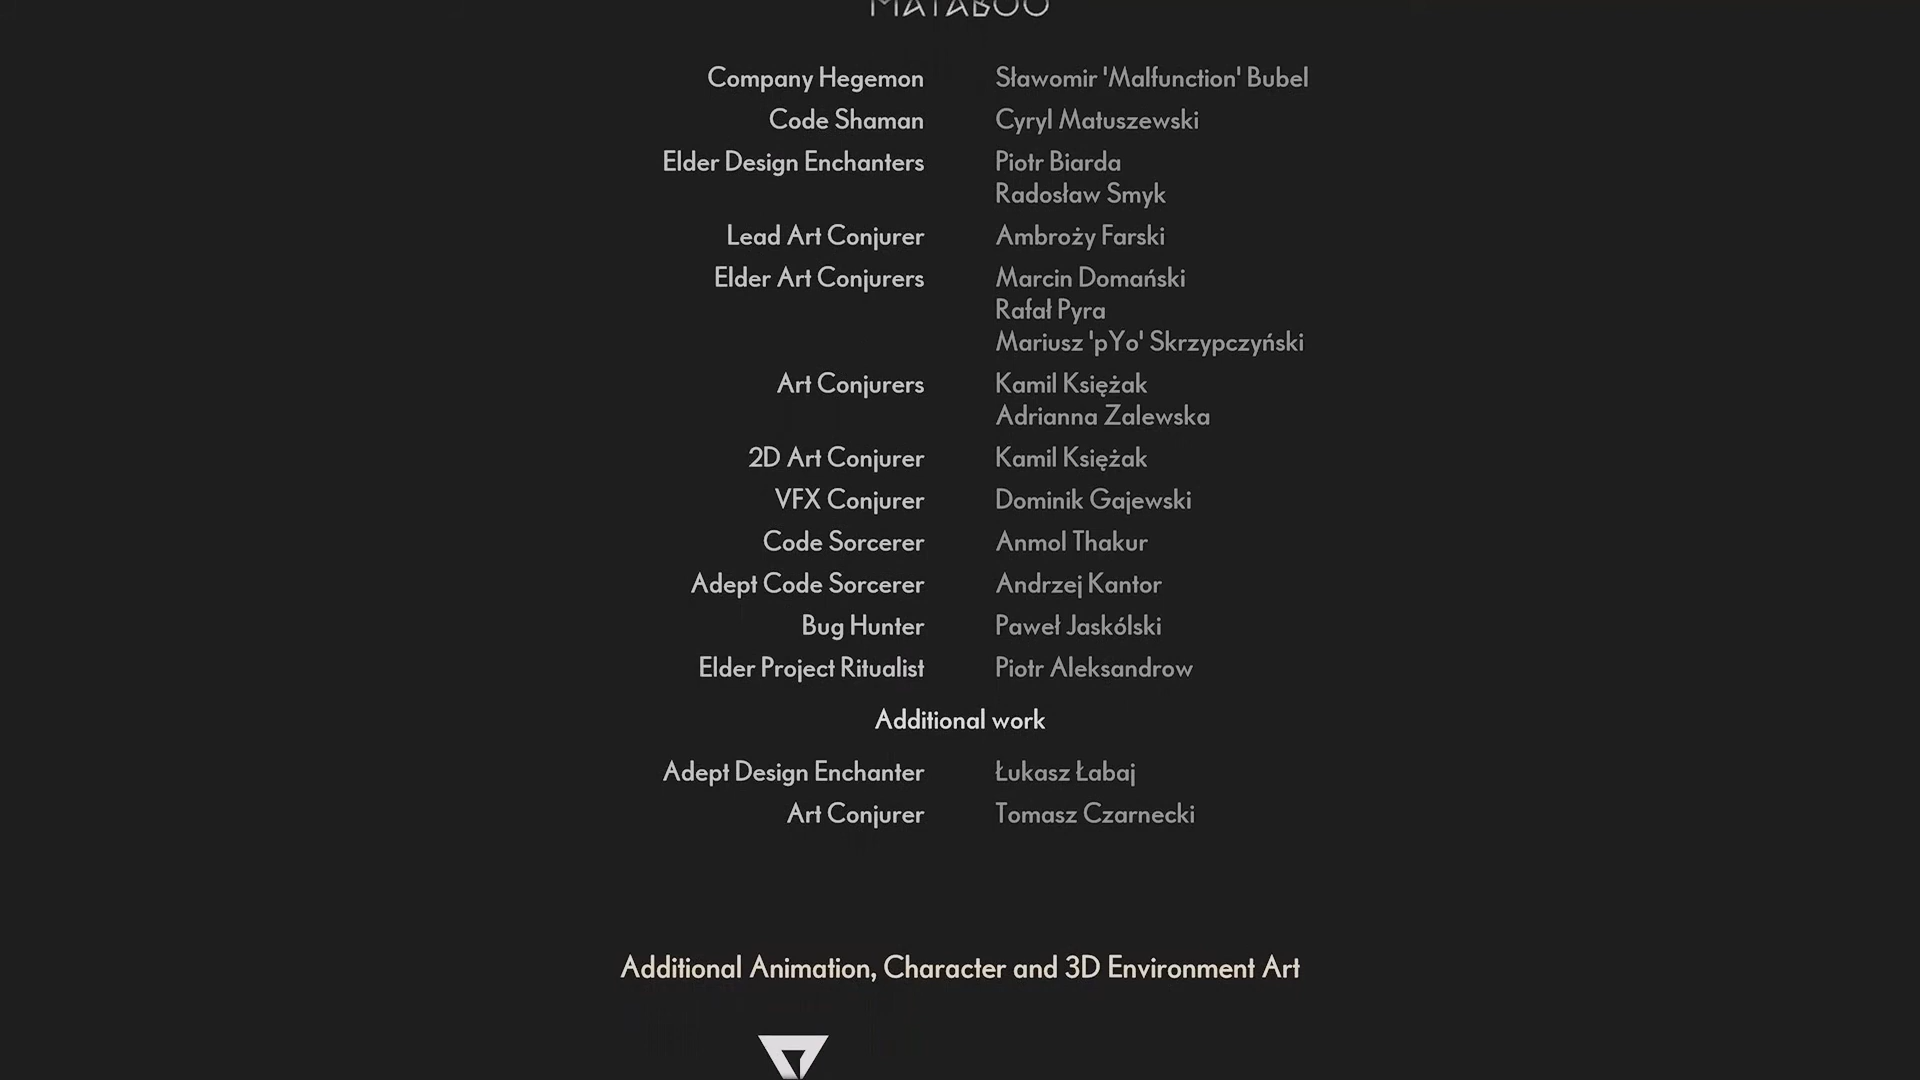 MATABOO
Company Hegemon Sławomir 'Malfunction' Bubel
Code Shaman Cyryl Matuszewski
Elder Design Enchanters Piotr Biarda
Radosław Smyk
Lead Art Conjurer Ambroży Farski
Elder Art Conjurers Marcin Domański
Rafał Pyra
Mariusz 'pYo' Skrzypczyński
Art Conjurers Kamil Księżak
Adrianna Zalewska
2D Art Conjurer Kamil Księżak
VFX Conjurer Dominik Gajewski
Code Sorcerer Anmol Thakur
Adept Code Sorcerer Andrzej Kantor
Bug Hunter Paweł Jaskólski
Elder Project Ritualist Piotr Aleksandrow
Additional work
Adept Design Enchanter Łukasz Łabaj
Art Conjurer Tomasz Czarnecki
Additional Animation, Character and 3D Environment Art